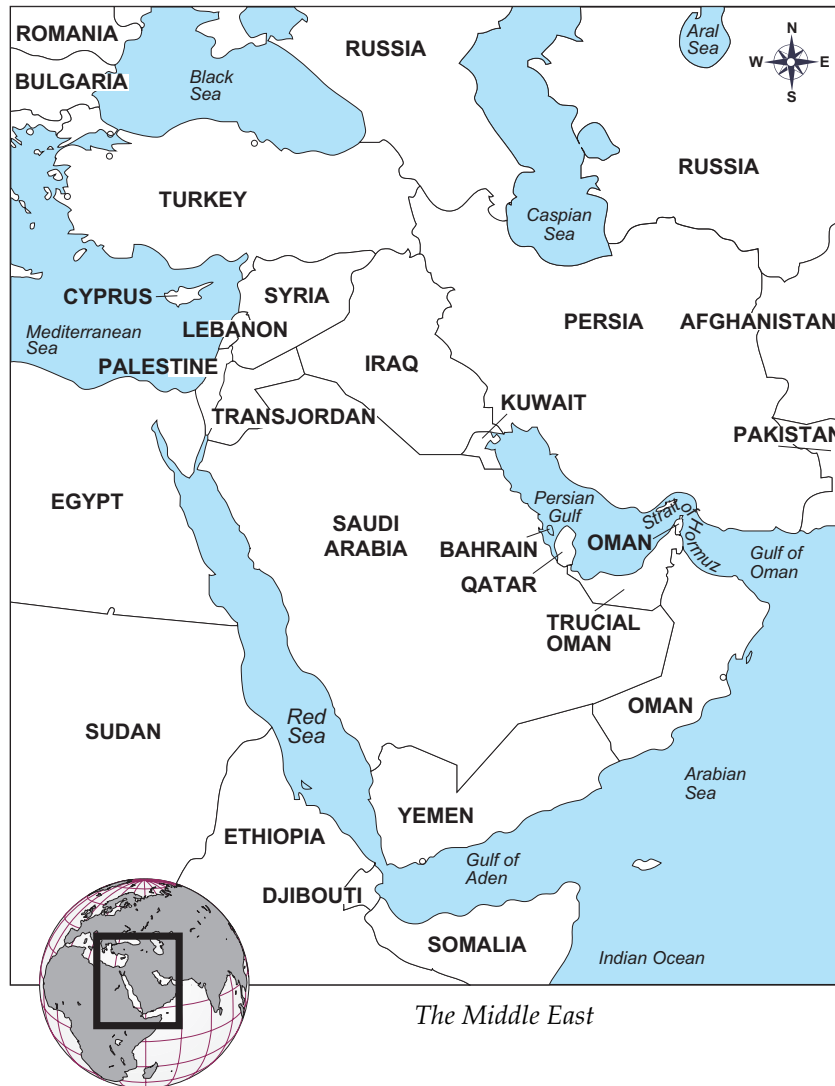 ROMANIA
RUSSIA
Aral
Sea
N
W
E
S
BULGARIA
Black
Sea
RUSSIA
TURKEY
Caspian
Sea
CYPRUS
SYRIA
PERSIA
AFGHANISTAN
Mediterranean
Sea
LEBANON
PALESTINE
IRAQ
TRANSJORDAN
KUWAIT
PAKISTAN
EGYPT
SAUDI
ARABIA
Persian
Gulf
Strait of Hormuz
BAHRAIN
OMAN
Gulf of
Oman
QATAR
TRUCIAL
OMAN
SUDAN
Red
Sea
OMAN
Arabian
Sea
YEMEN
ETHIOPIA
Gulf of
Aden
DJIBOUTI
SOMALIA
Indian Ocean
The Middle East